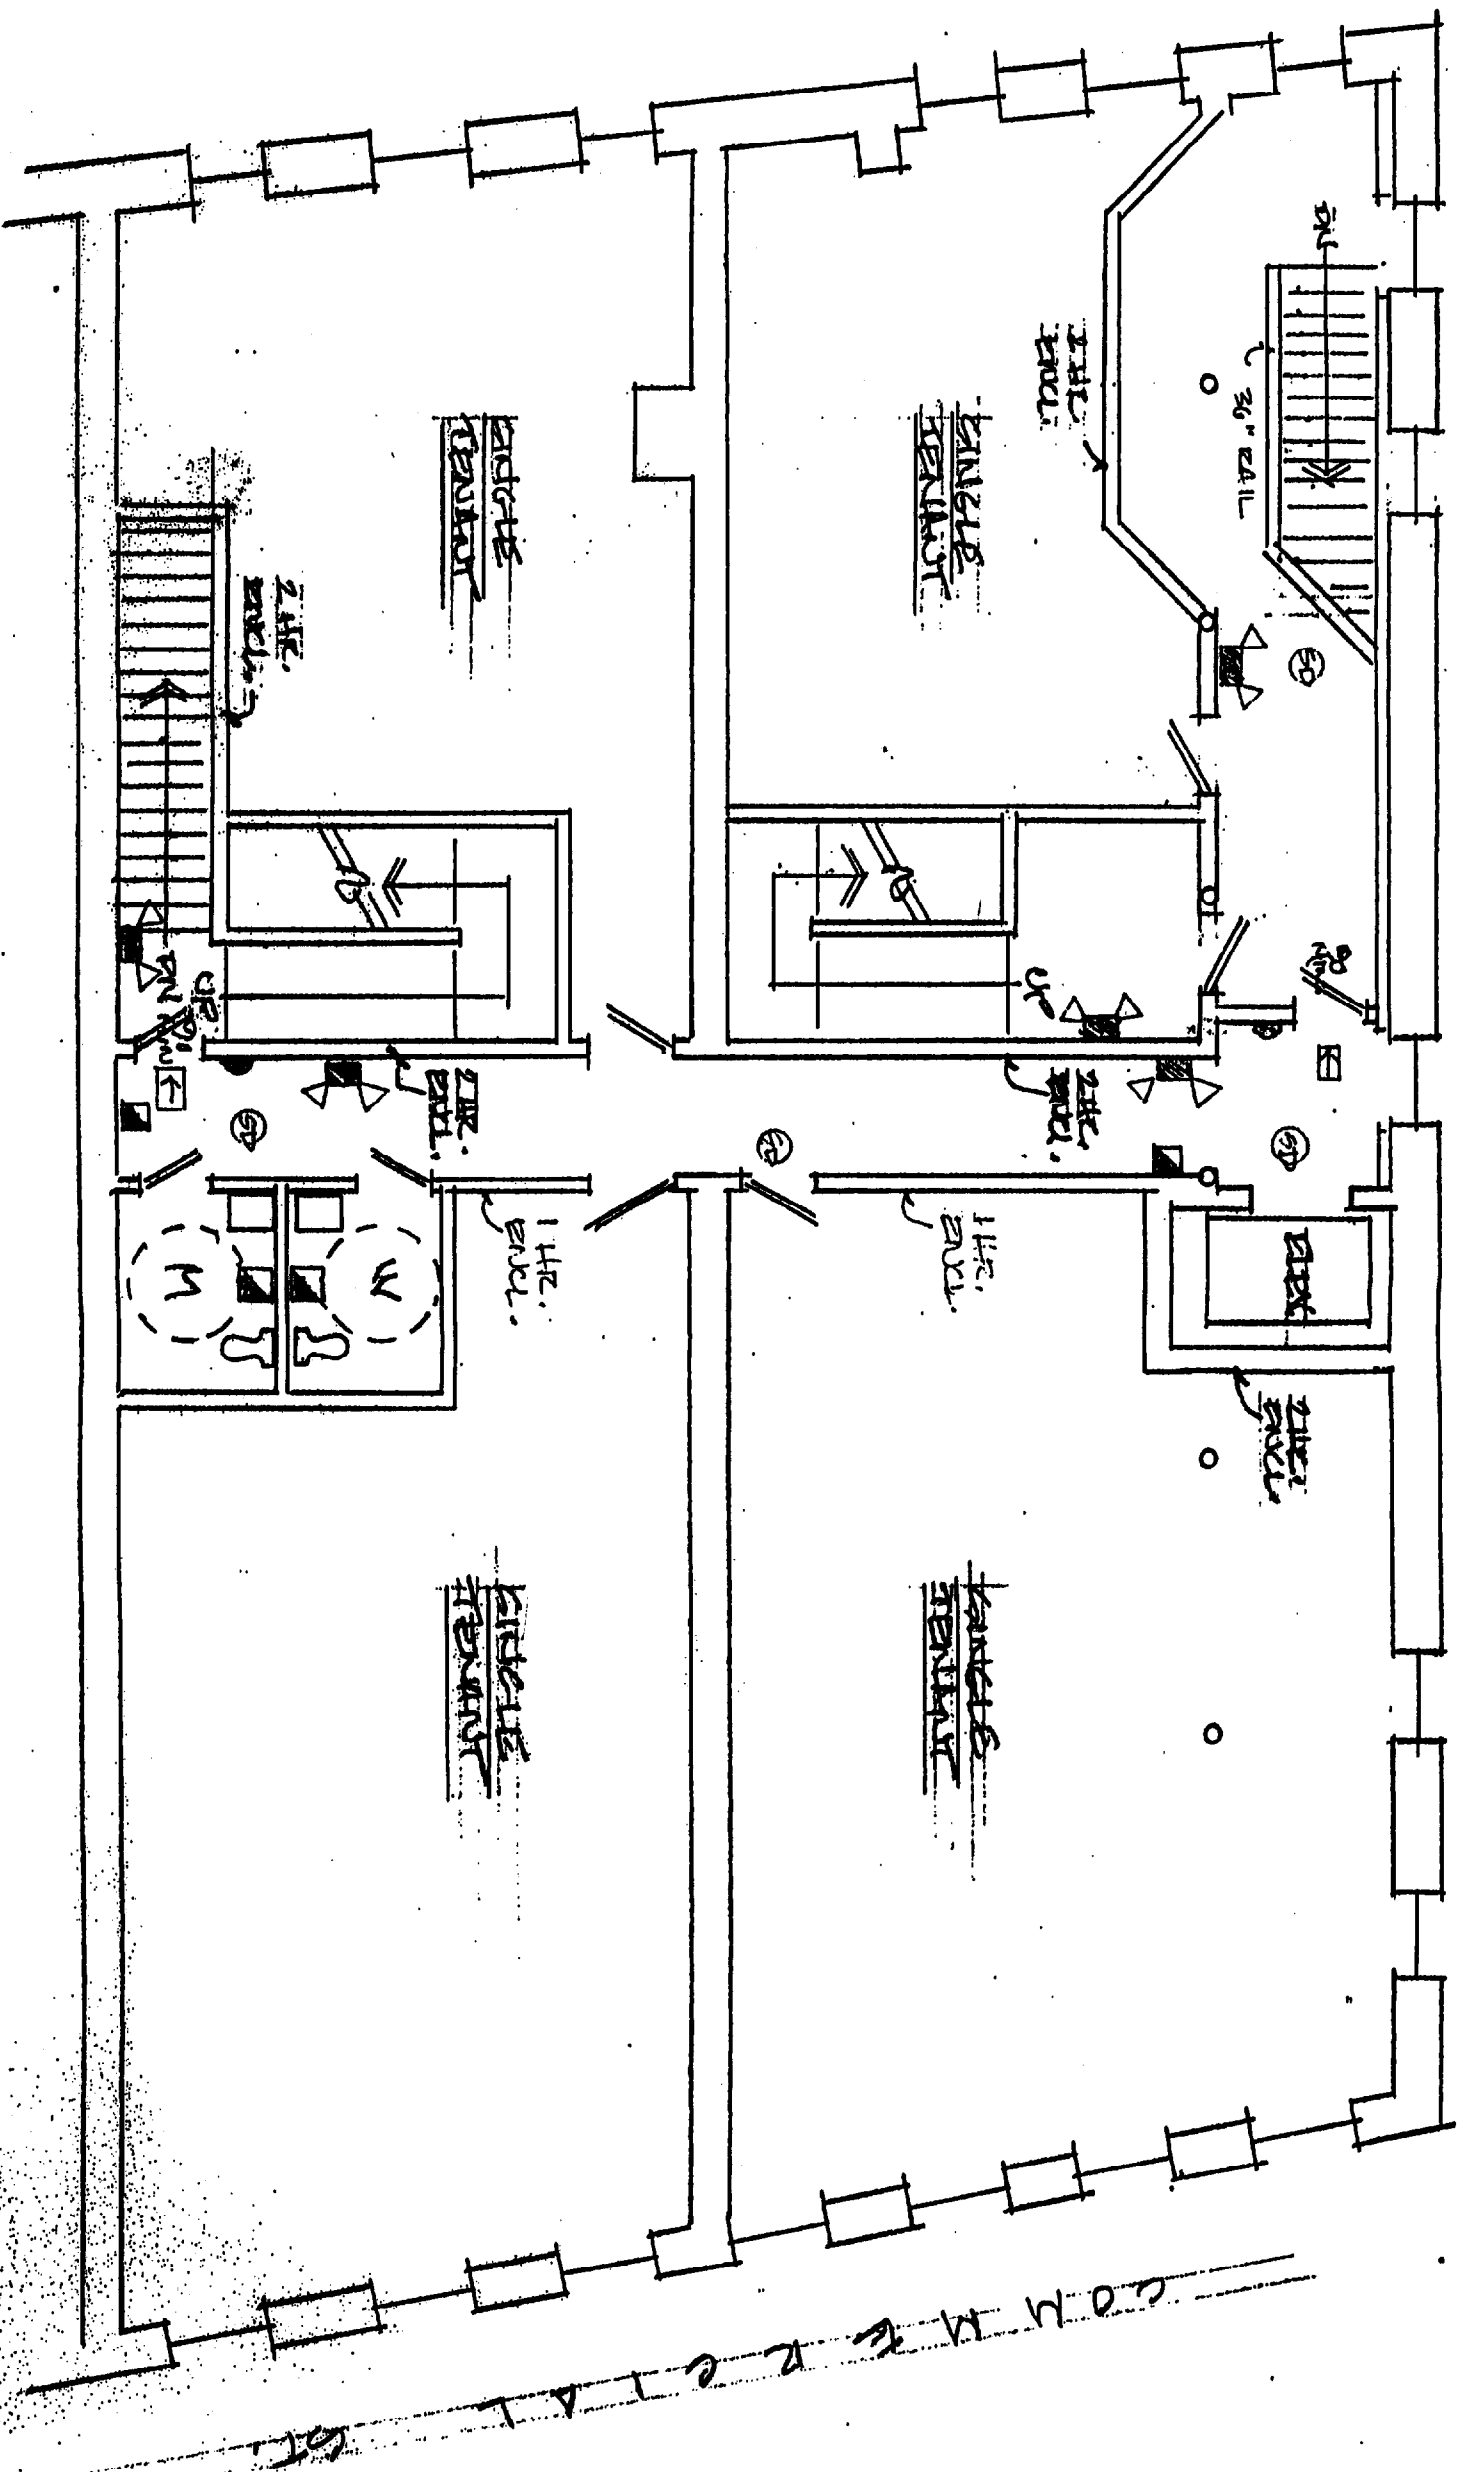 DN
36" RAIL
2 HR.
ENCL.
SINGLE
TENANT
SINGLE
TENANT
2 HR.
ENCL.
SD
UP
DN
UP
2 HR.
ENCL.
2 HR.
ENCL.
SD
SD
SD
M
W
1 HR.
ENCL.
1 HR.
ENCL.
ELEV.
2 HR.
ENCL.
SINGLE
TENANT
SINGLE
TENANT
COMMERCIAL ST.